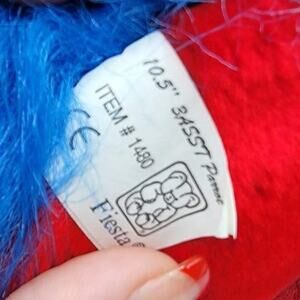 10.5" 3ASST Parrot
ITEM # 1480
CE
Fiesta ®